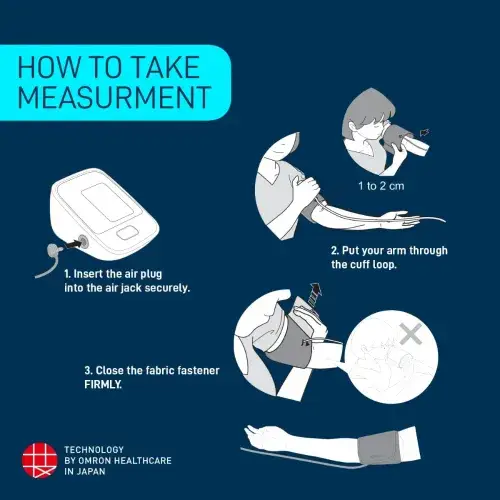 HOW TO TAKE
MEASURMENT
1 to 2 cm
1. Insert the air plug
into the air jack securely.
2. Put your arm through
the cuff loop.
3. Close the fabric fastener
FIRMLY.
TECHNOLOGY
BY OMRON HEALTHCARE
IN JAPAN